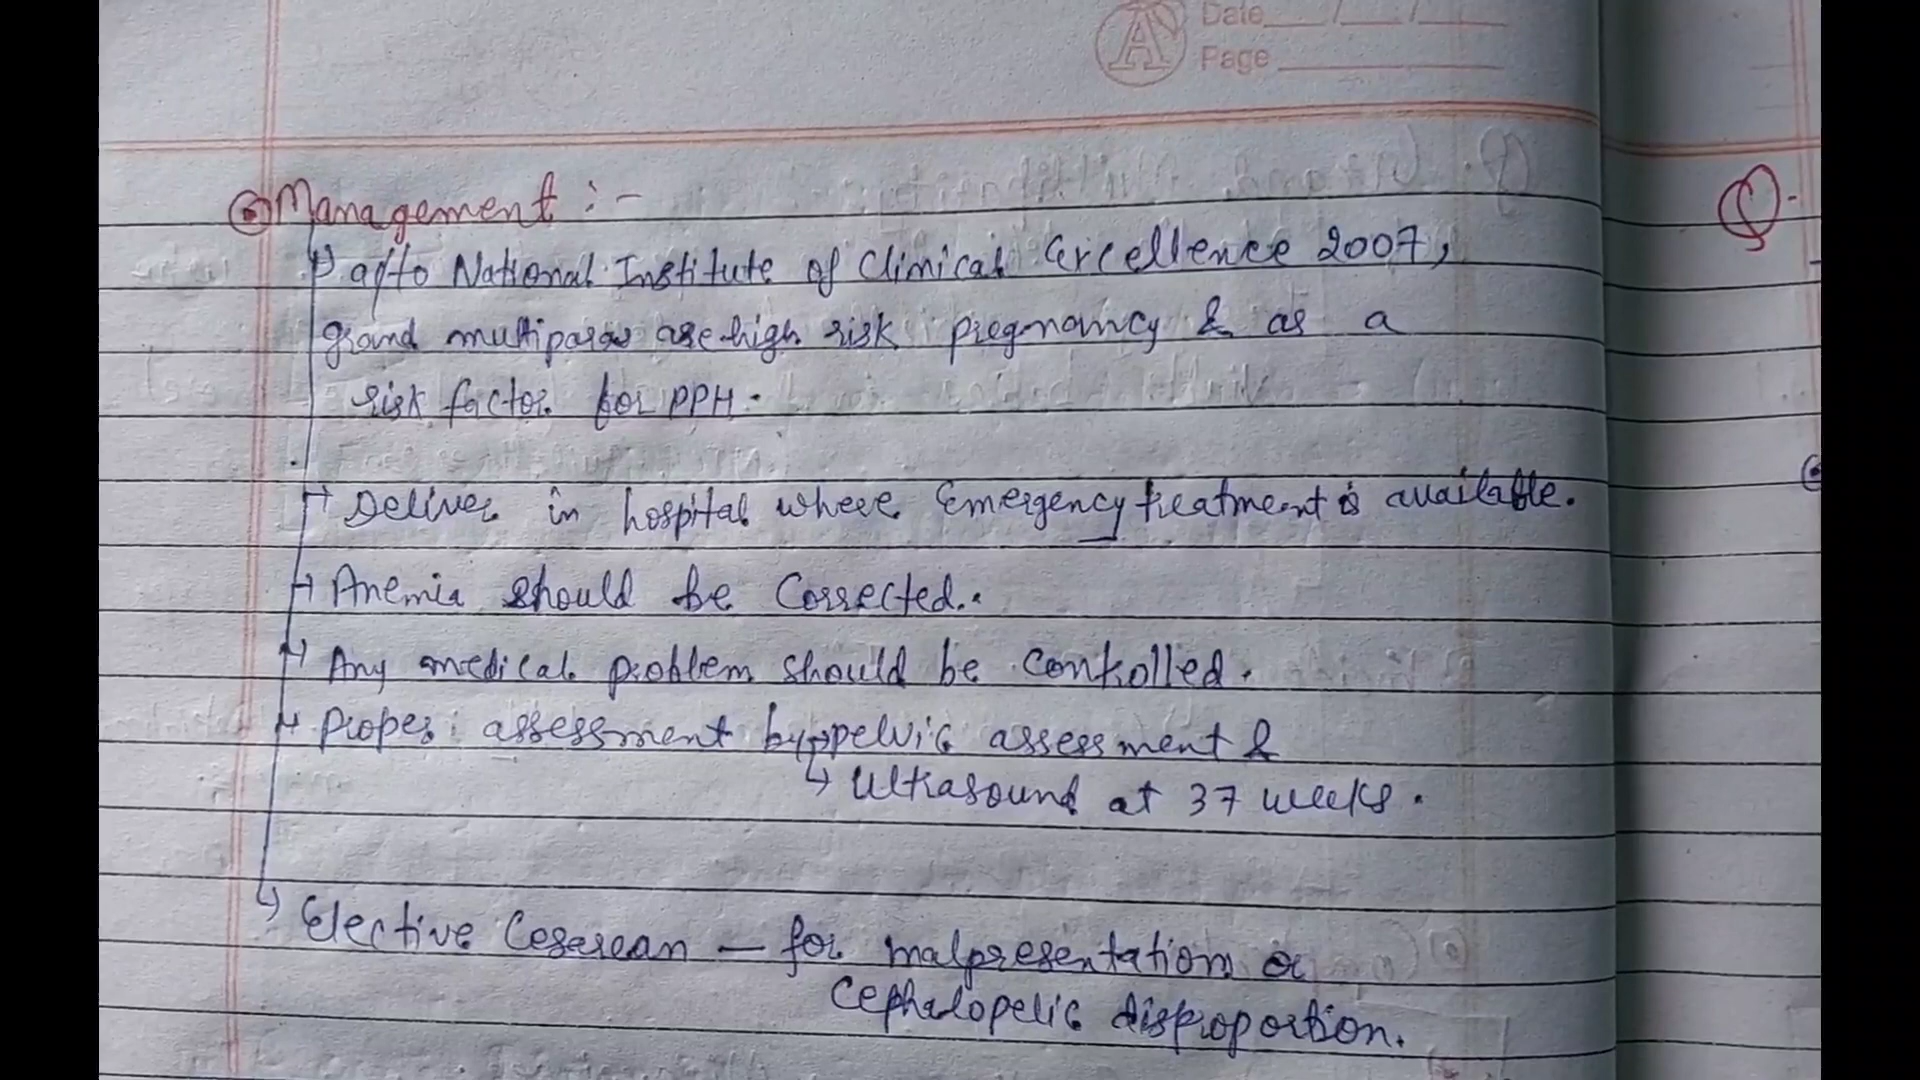 Date / /
Page
Management :-
a/to National Institute of Clinical Excellence 2007,
grand multiparas are high risk pregnancy & as a
risk factor for PPH.
Deliver in hospital where Emergency treatment is available.
Anemia should be Corrected.
Any medical problem should be controlled.
Proper assessment by → pelvic assessment &
↳ Ultrasound at 37 weeks.
Elective Ceserean — for malpresentation or
Cephalopelic disproportion.
Q.